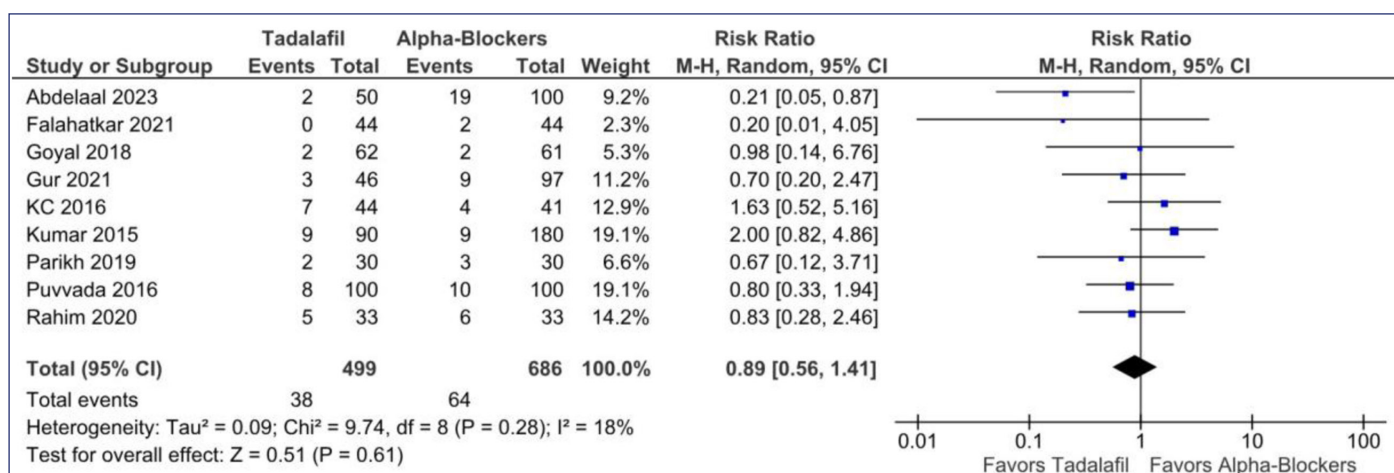 Tadalafil Alpha-Blockers Risk Ratio Risk Ratio
Study or Subgroup Events Total Events Total Weight M-H, Random, 95% CI M-H, Random, 95% CI
Abdelaal 2023 2 50 19 100 9.2% 0.21 [0.05, 0.87]
Falahatkar 2021 0 44 2 44 2.3% 0.20 [0.01, 4.05]
Goyal 2018 2 62 2 61 5.3% 0.98 [0.14, 6.76]
Gur 2021 3 46 9 97 11.2% 0.70 [0.20, 2.47]
KC 2016 7 44 4 41 12.9% 1.63 [0.52, 5.16]
Kumar 2015 9 90 9 180 19.1% 2.00 [0.82, 4.86]
Parikh 2019 2 30 3 30 6.6% 0.67 [0.12, 3.71]
Puvvada 2016 8 100 10 100 19.1% 0.80 [0.33, 1.94]
Rahim 2020 5 33 6 33 14.2% 0.83 [0.28, 2.46]
Total (95% CI) 499 686 100.0% 0.89 [0.56, 1.41]
Total events 38 64
Heterogeneity: Tau² = 0.09; Chi² = 9.74, df = 8 (P = 0.28); I² = 18%
Test for overall effect: Z = 0.51 (P = 0.61)
0.01 0.1 1 10 100
Favors Tadalafil Favors Alpha-Blockers